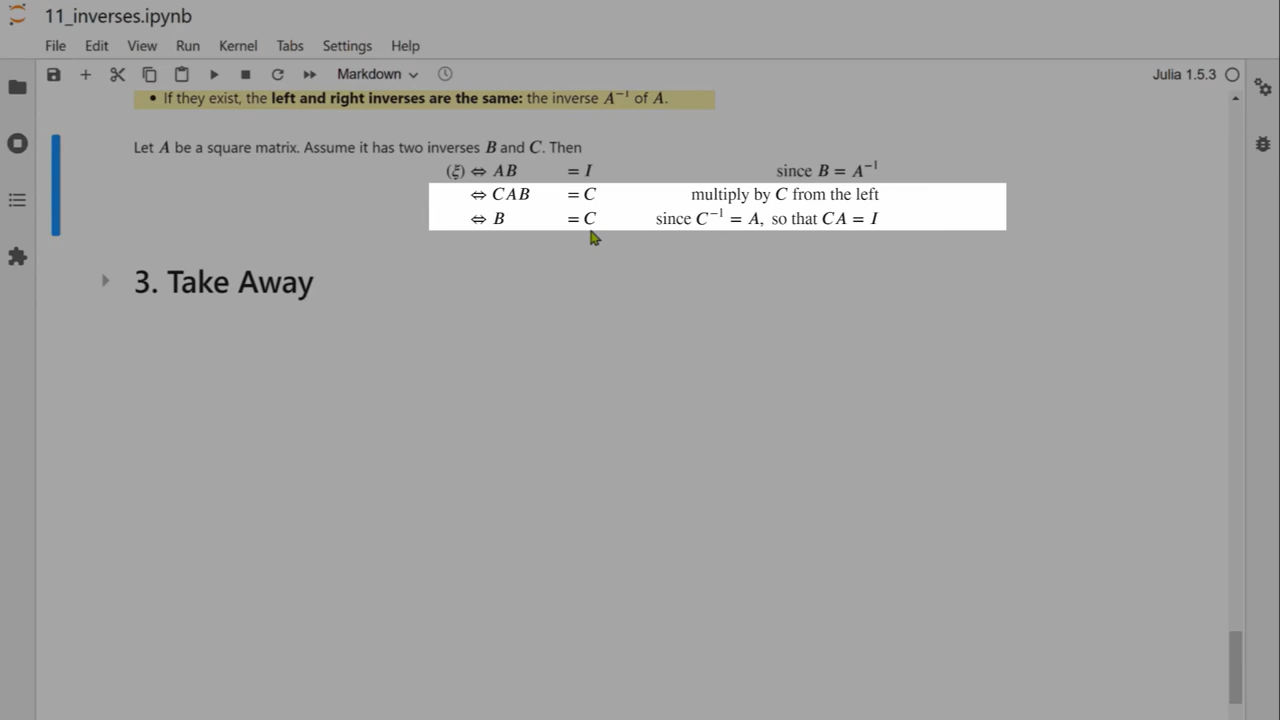 11_inverses.ipynb
File Edit View Run Kernel Tabs Settings Help
Markdown Julia 1.5.3
• If they exist, the left and right inverses are the same: the inverse A⁻¹ of A.
Let A be a square matrix. Assume it has two inverses B and C. Then
(ξ) ⇔ AB = I since B = A⁻¹
⇔ CAB = C multiply by C from the left
⇔ B = C since C⁻¹ = A, so that CA = I
3. Take Away